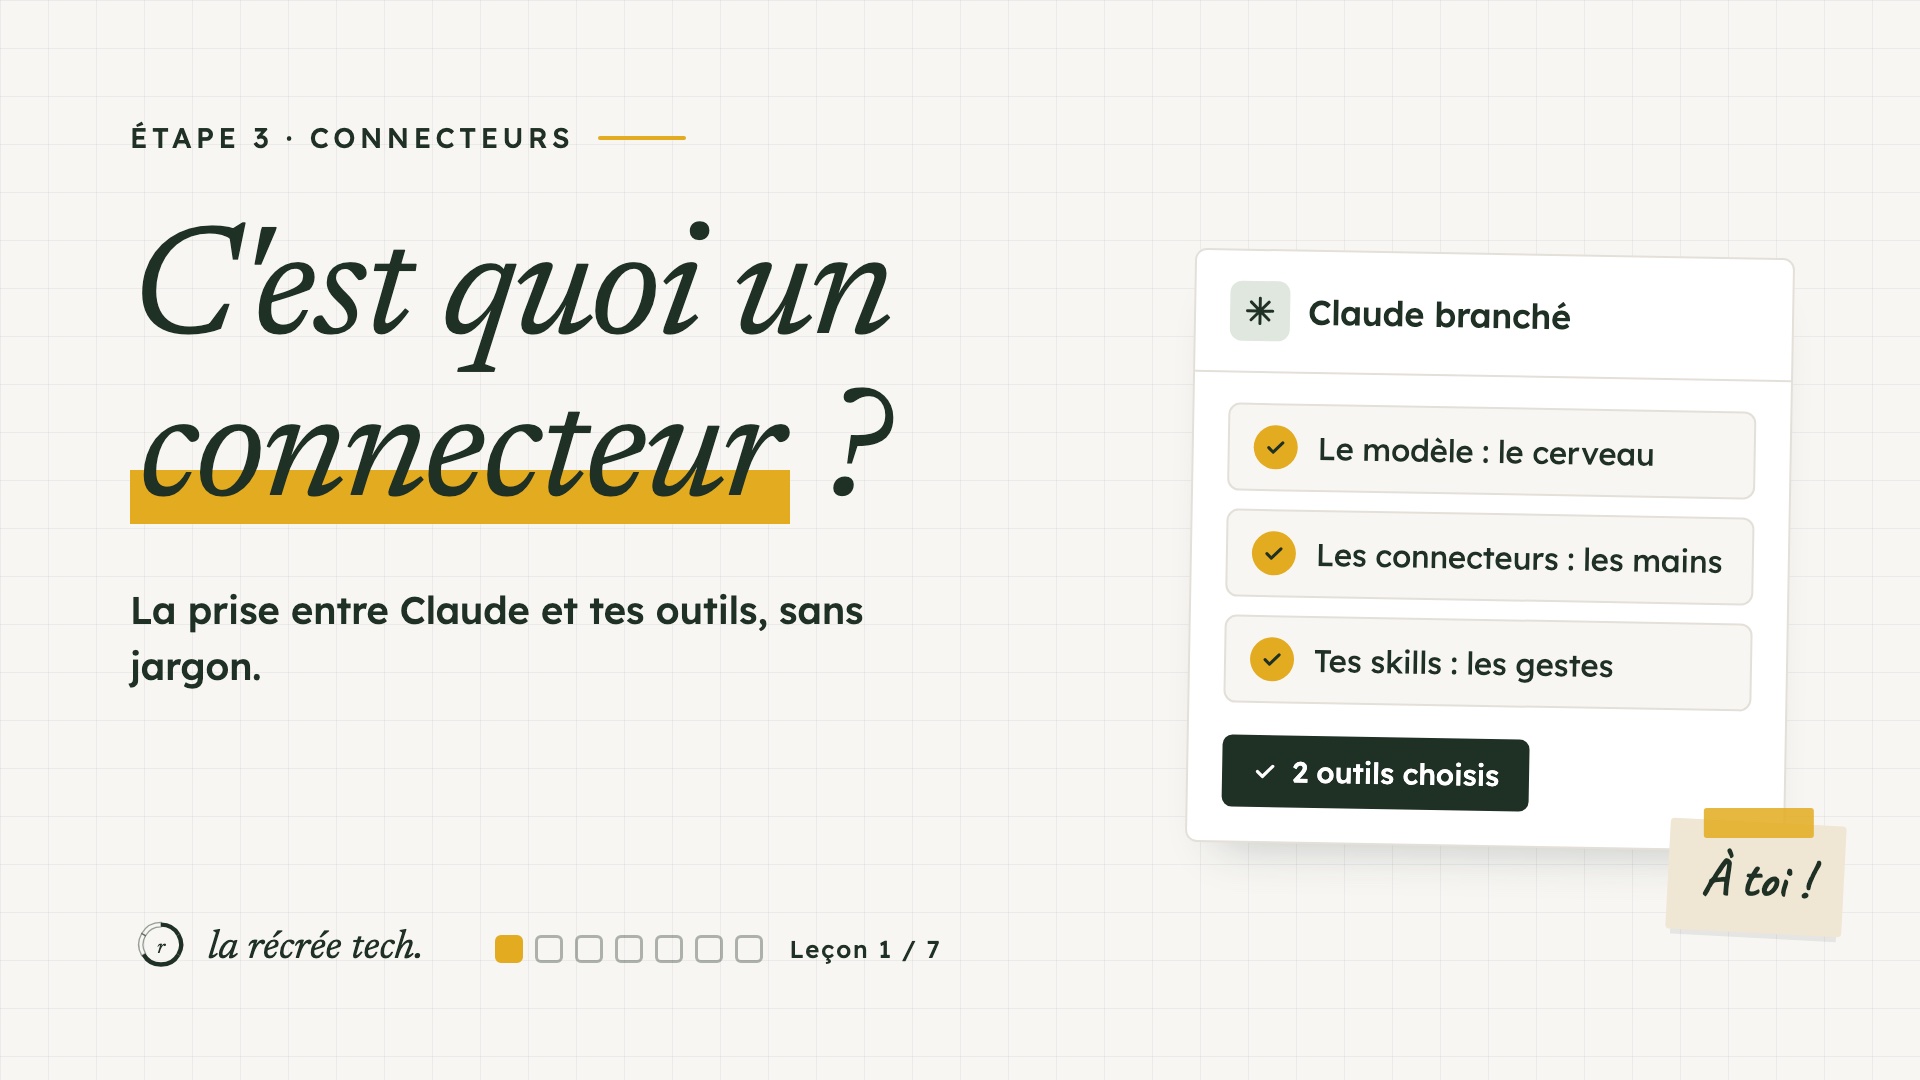 ÉTAPE 3 · CONNECTEURS
C'est quoi un
connecteur ?
La prise entre Claude et tes outils, sans
jargon.
Claude branché
Le modèle : le cerveau
Les connecteurs : les mains
Tes skills : les gestes
2 outils choisis
À toi !
r
la récrée tech.
Leçon 1 / 7